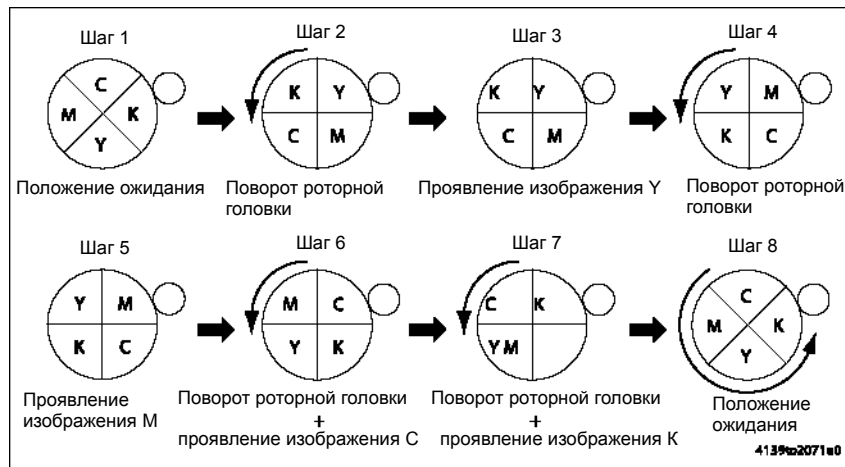 Шаг 1
Шаг 2
Шаг 3
Шаг 4
C
M K
Y
K Y
C M
K Y
C M
Y M
K C
Положение ожидания
Поворот роторной
головки
Проявление изображения Y
Поворот роторной
головки
Шаг 5
Шаг 6
Шаг 7
Шаг 8
Y M
K C
M C
Y K
C K
Y M
C
M K
Y
Проявление
изображения M
Поворот роторной головки
+
проявление изображения C
Поворот роторной головки
+
проявление изображения K
Положение
ожидания
4139to2071e0